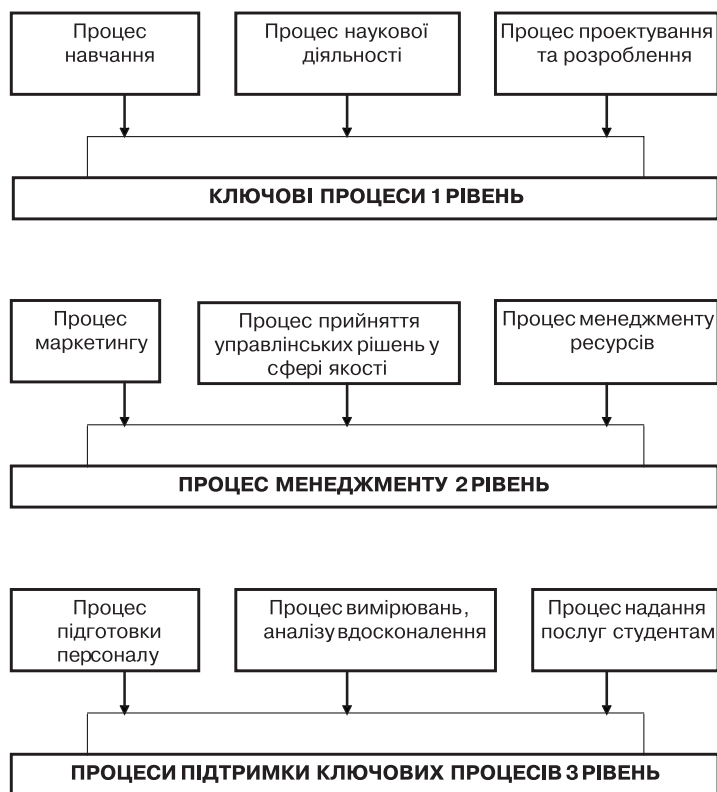 Процес
навчання
Процес наукової
діяльності
Процес проектування
та розроблення
КЛЮЧОВІ ПРОЦЕСИ 1 РІВЕНЬ
Процес
маркетингу
Процес прийняття
управлінських рішень у
сфері якості
Процес менеджменту
ресурсів
ПРОЦЕС МЕНЕДЖМЕНТУ 2 РІВЕНЬ
Процес
підготовки
персоналу
Процес вимірювань,
аналізу вдосконалення
Процес надання
послуг студентам
ПРОЦЕСИ ПІДТРИМКИ КЛЮЧОВИХ ПРОЦЕСІВ 3 РІВЕНЬ